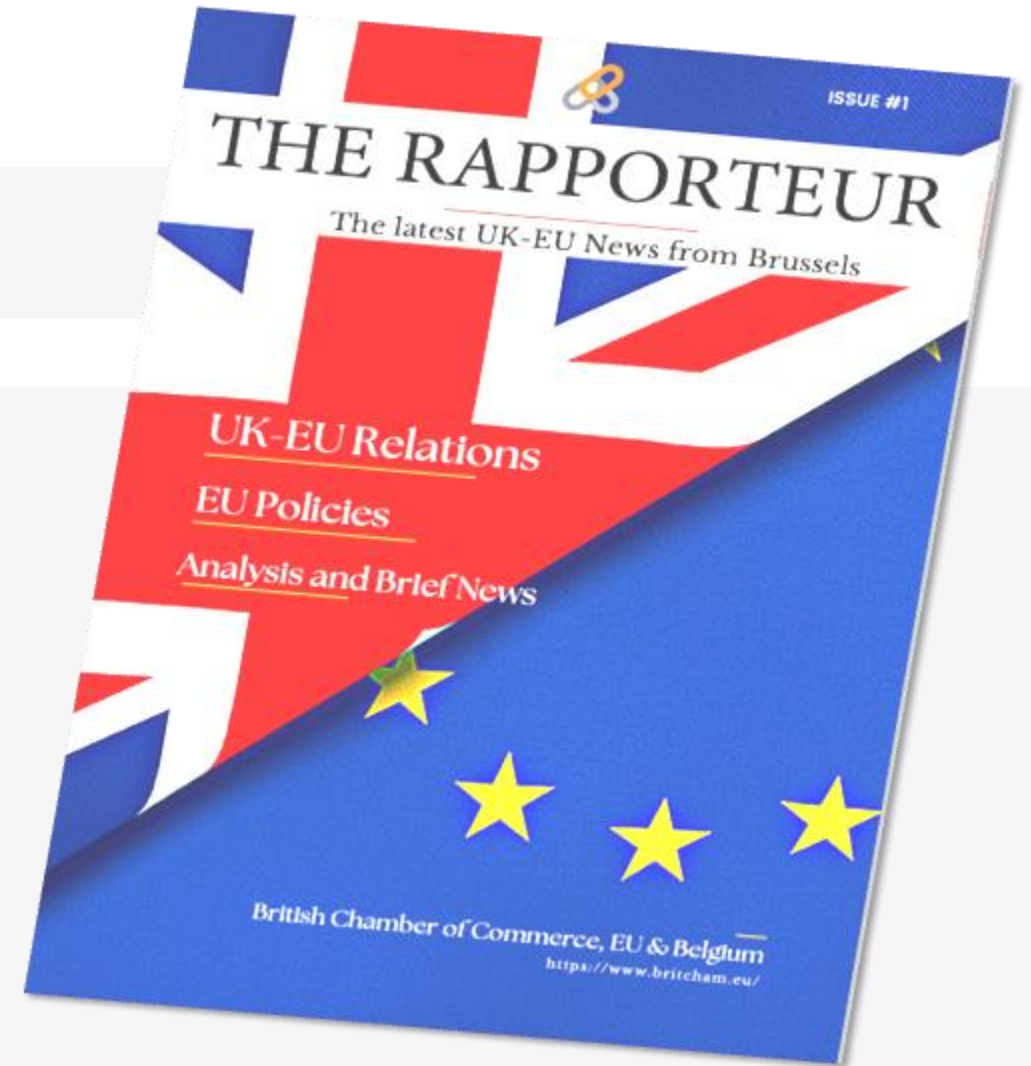 ISSUE #1
THE RAPPORTEUR
The latest UK-EU News from Brussels
UK-EU Relations
EU Policies
Analysis and Brief News
British Chamber of Commerce, EU & Belgium
https://www.britcham.eu/